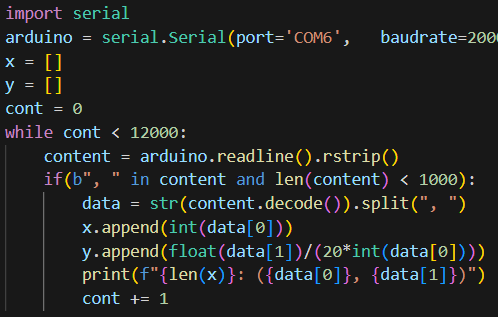 import serial
arduino = serial.Serial(port='COM6',   baudrate=200
x = []
y = []
cont = 0
while cont < 12000:
    content = arduino.readline().rstrip()
    if(b", " in content and len(content) < 1000):
        data = str(content.decode()).split(", ")
        x.append(int(data[0]))
        y.append(float(data[1])/(20*int(data[0])))
        print(f"{len(x)}: ({data[0]}, {data[1]})")
        cont += 1